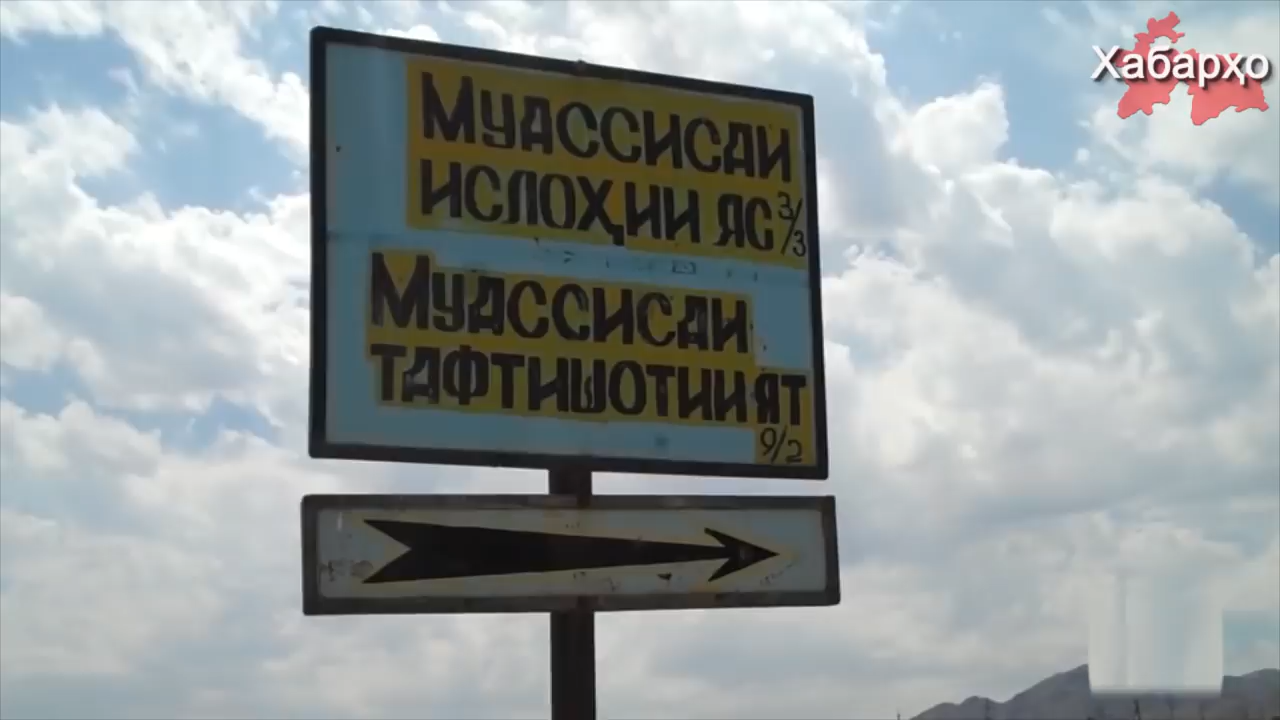 Хабарҳо
Муассисаи
ислоҳии ЯС 3/3
Муассисаи
тафтишотии ЯТ
9/2